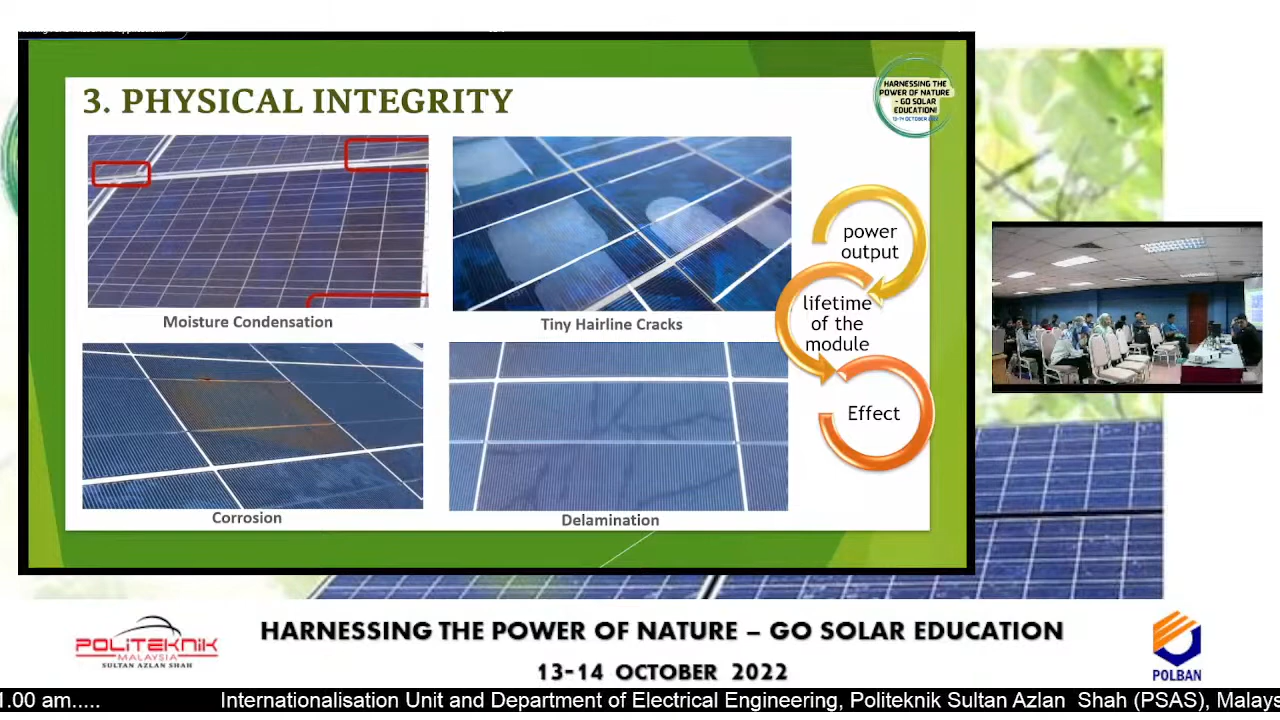 3. PHYSICAL INTEGRITY
HARNESSING THE
POWER OF NATURE
- GO SOLAR
EDUCATION!
13-14 OCTOBER
Moisture Condensation
Tiny Hairline Cracks
Corrosion
Delamination
power
output
lifetime
of the
module
Effect
POLITEKNIK
MALAYSIA
SULTAN AZLAN SHAH
HARNESSING THE POWER OF NATURE – GO SOLAR EDUCATION
13-14 OCTOBER 2022
POLBAN
1.00 am..... Internationalisation Unit and Department of Electrical Engineering, Politeknik Sultan Azlan Shah (PSAS), Malays